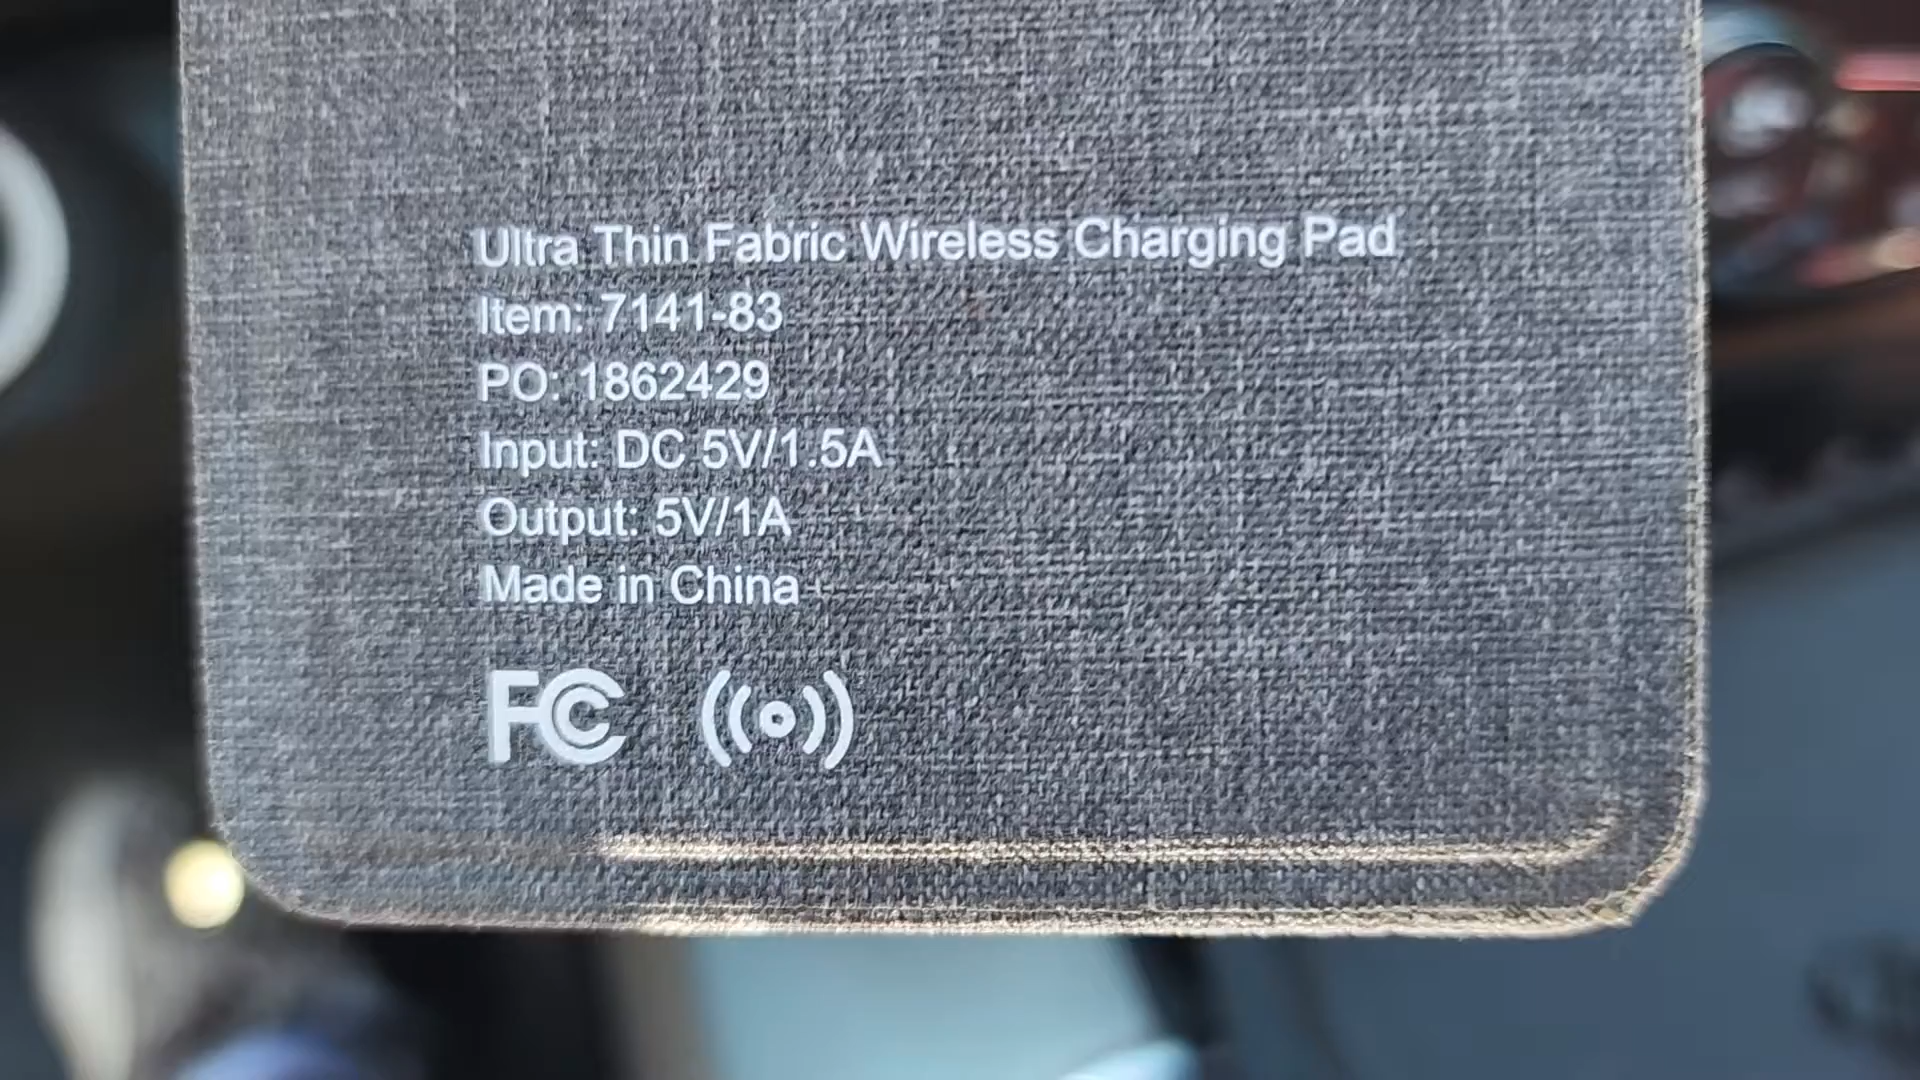 Ultra Thin Fabric Wireless Charging Pad
Item: 7141-83
PO: 1862429
Input: DC 5V/1.5A
Output: 5V/1A
Made in China
FC